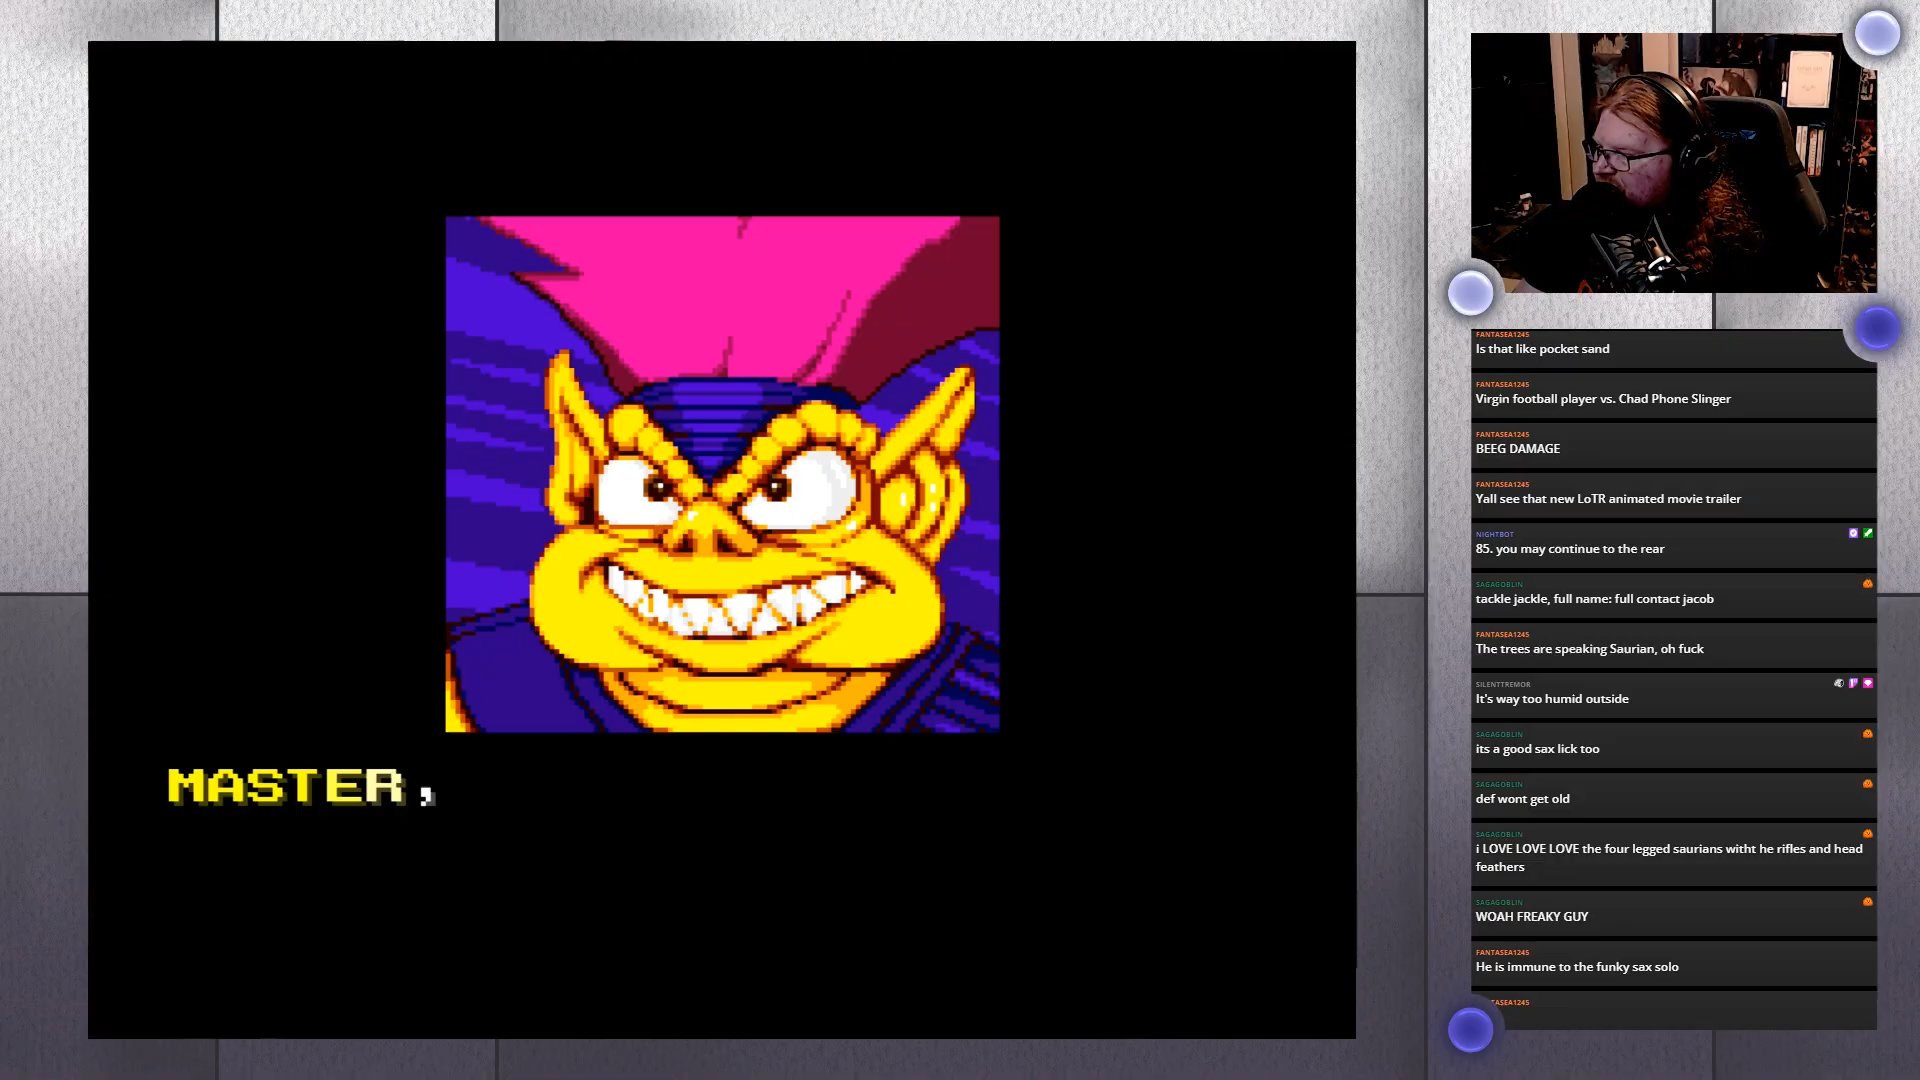 MASTER,
FANTASEA1245
Is that like pocket sand
FANTASEA1245
Virgin football player vs. Chad Phone Slinger
FANTASEA1245
BEEG DAMAGE
FANTASEA1245
Yall see that new LoTR animated movie trailer
NIGHTBOT
85. you may continue to the rear
SAGAGOBLIN
tackle jackle, full name: full contact jacob
FANTASEA1245
The trees are speaking Saurian, oh fuck
SILENTTREMOR
It's way too humid outside
SAGAGOBLIN
its a good sax lick too
SAGAGOBLIN
def wont get old
SAGAGOBLIN
i LOVE LOVE LOVE the four legged saurians witht he rifles and head
feathers
SAGAGOBLIN
WOAH FREAKY GUY
FANTASEA1245
He is immune to the funky sax solo
TASEA1245